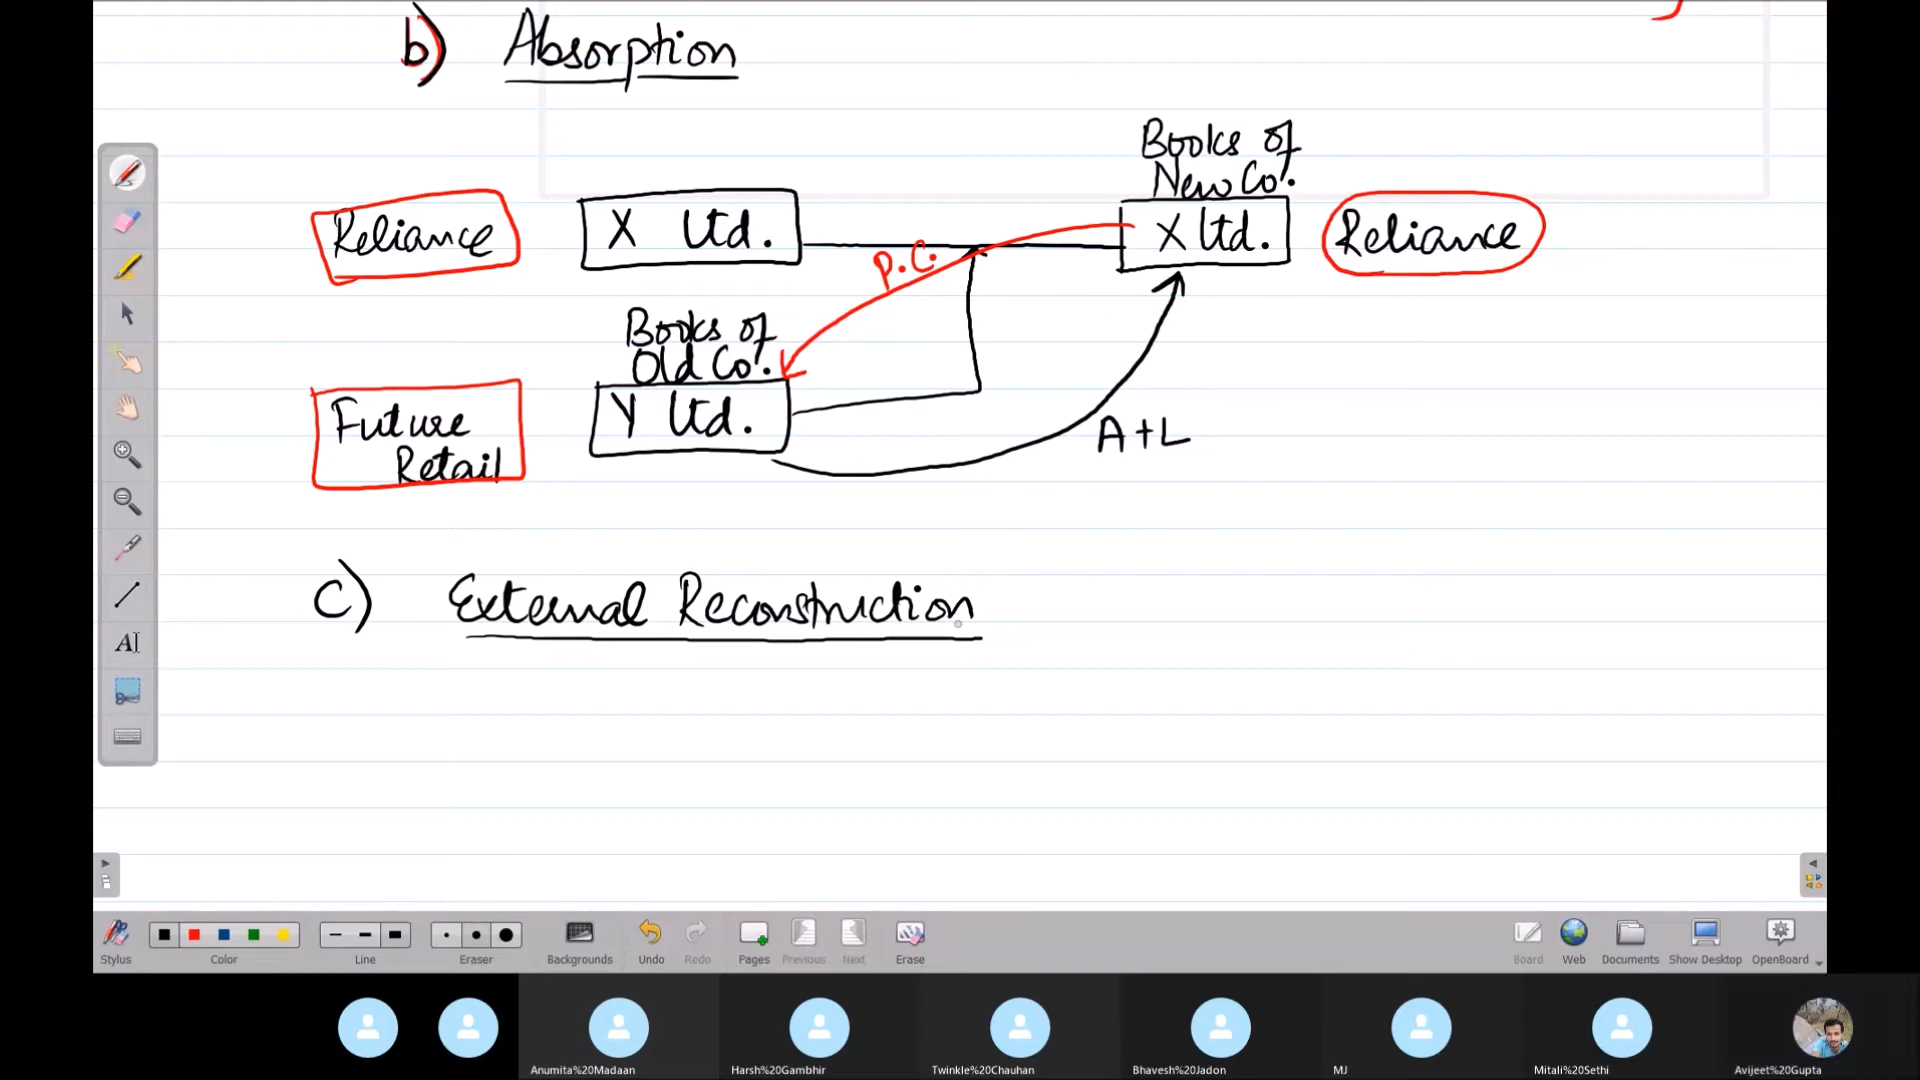 b) Absorption
Books of
New Co.
Reliance
X Ltd.
P.C.
X Ltd.
Reliance
Books of
Old Co.
Future
Retail
Y Ltd.
A+L
C) External Reconstruction
AI
Stylus
Color
Line
Eraser
Backgrounds
Undo
Redo
Pages
Previous
Next
Erase
Board
Web
Documents
Show Desktop
OpenBoard
Anumita%20Madaan
Harsh%20Gambhir
Twinkle%20Chauhan
Bhavesh%20Jadon
MJ
Mitali%20Sethi
Avijeet%20Gupta